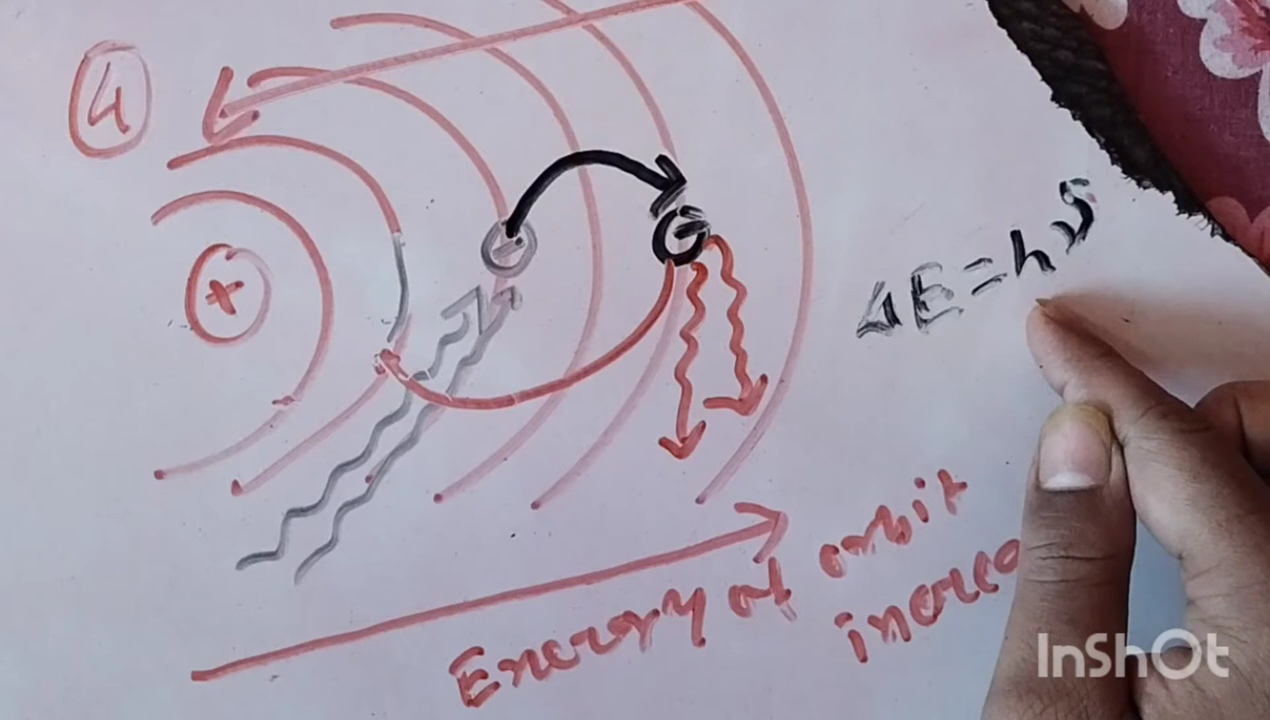 4
+
ΔE=hν
Energy of orbit
increa
InShOt